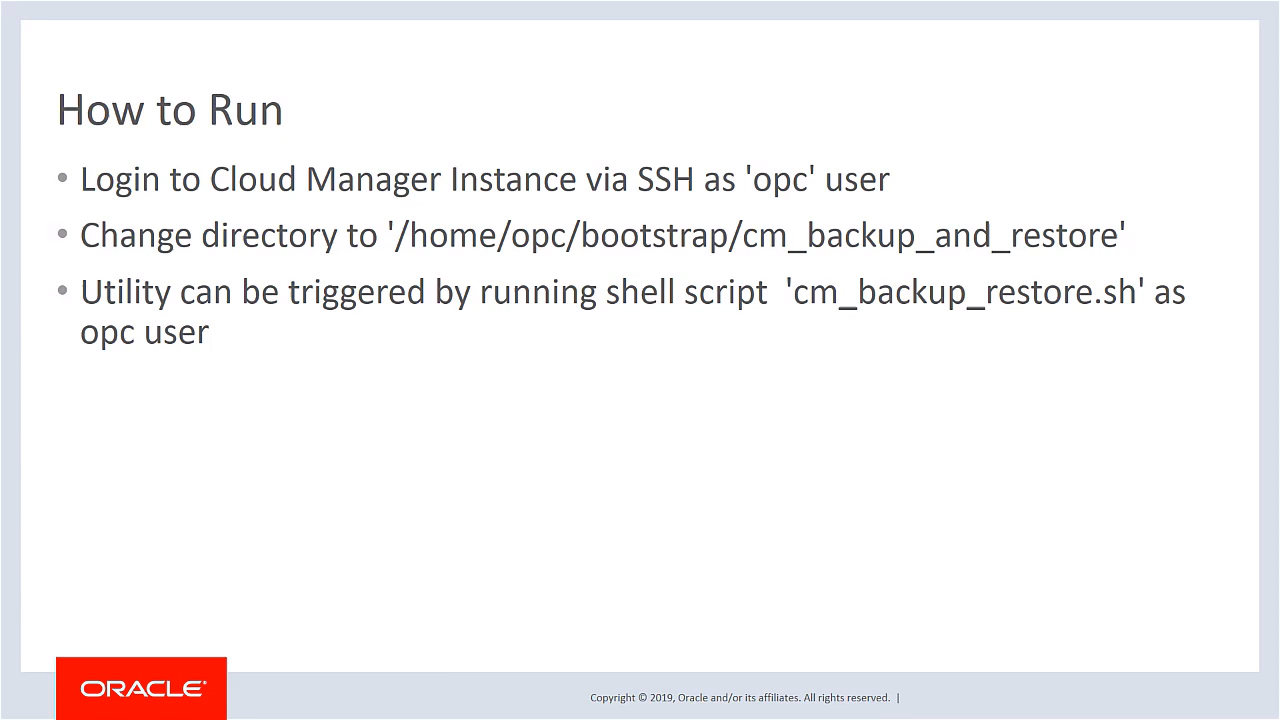 How to Run
• Login to Cloud Manager Instance via SSH as 'opc' user
• Change directory to '/home/opc/bootstrap/cm_backup_and_restore'
• Utility can be triggered by running shell script  'cm_backup_restore.sh' as
opc user
ORACLE®
Copyright © 2019, Oracle and/or its affiliates. All rights reserved. |